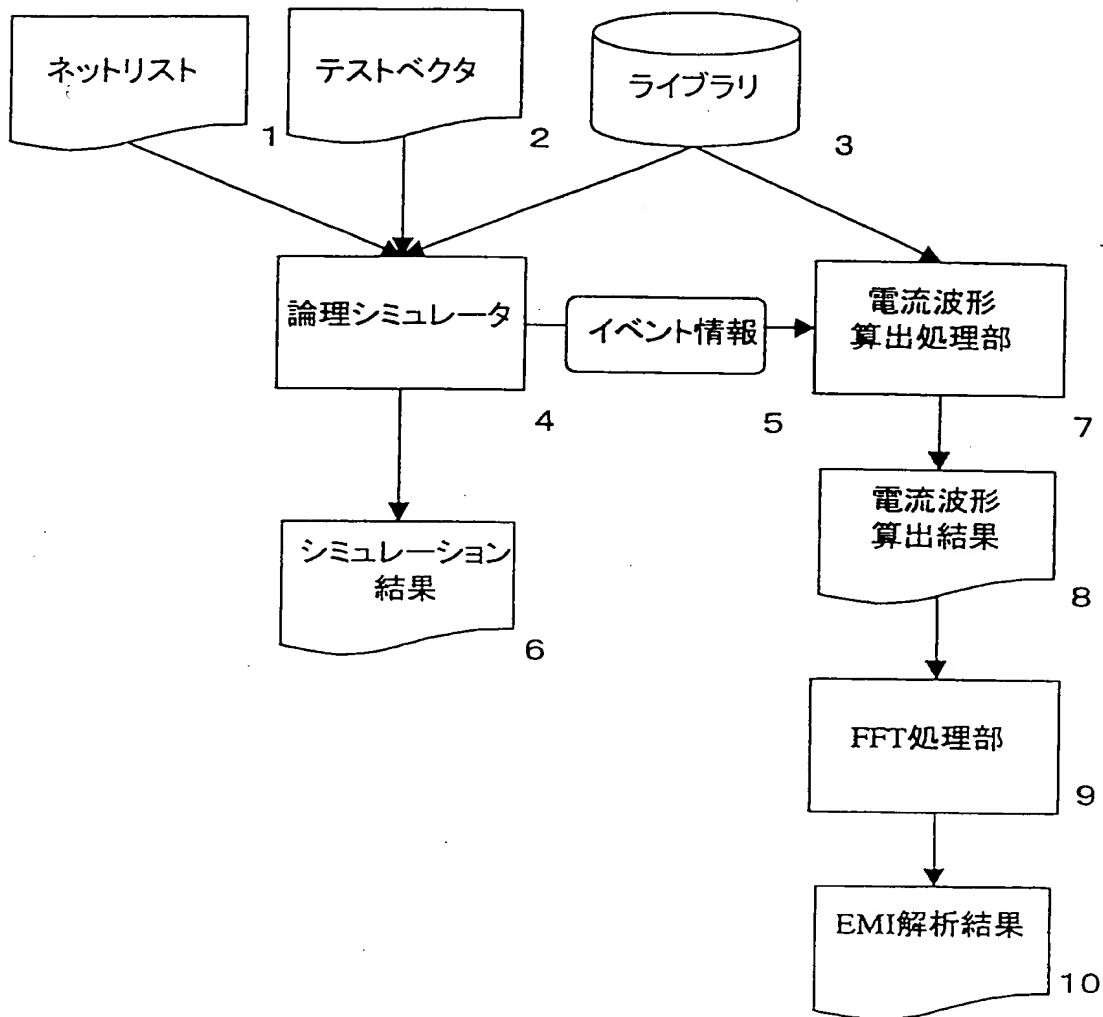 ネットリスト
1
テストベクタ
2
ライブラリ
3
論理シミュレータ
4
イベント情報
5
電流波形
算出処理部
7
シミュレーション
結果
6
電流波形
算出結果
8
FFT処理部
9
EMI解析結果
10